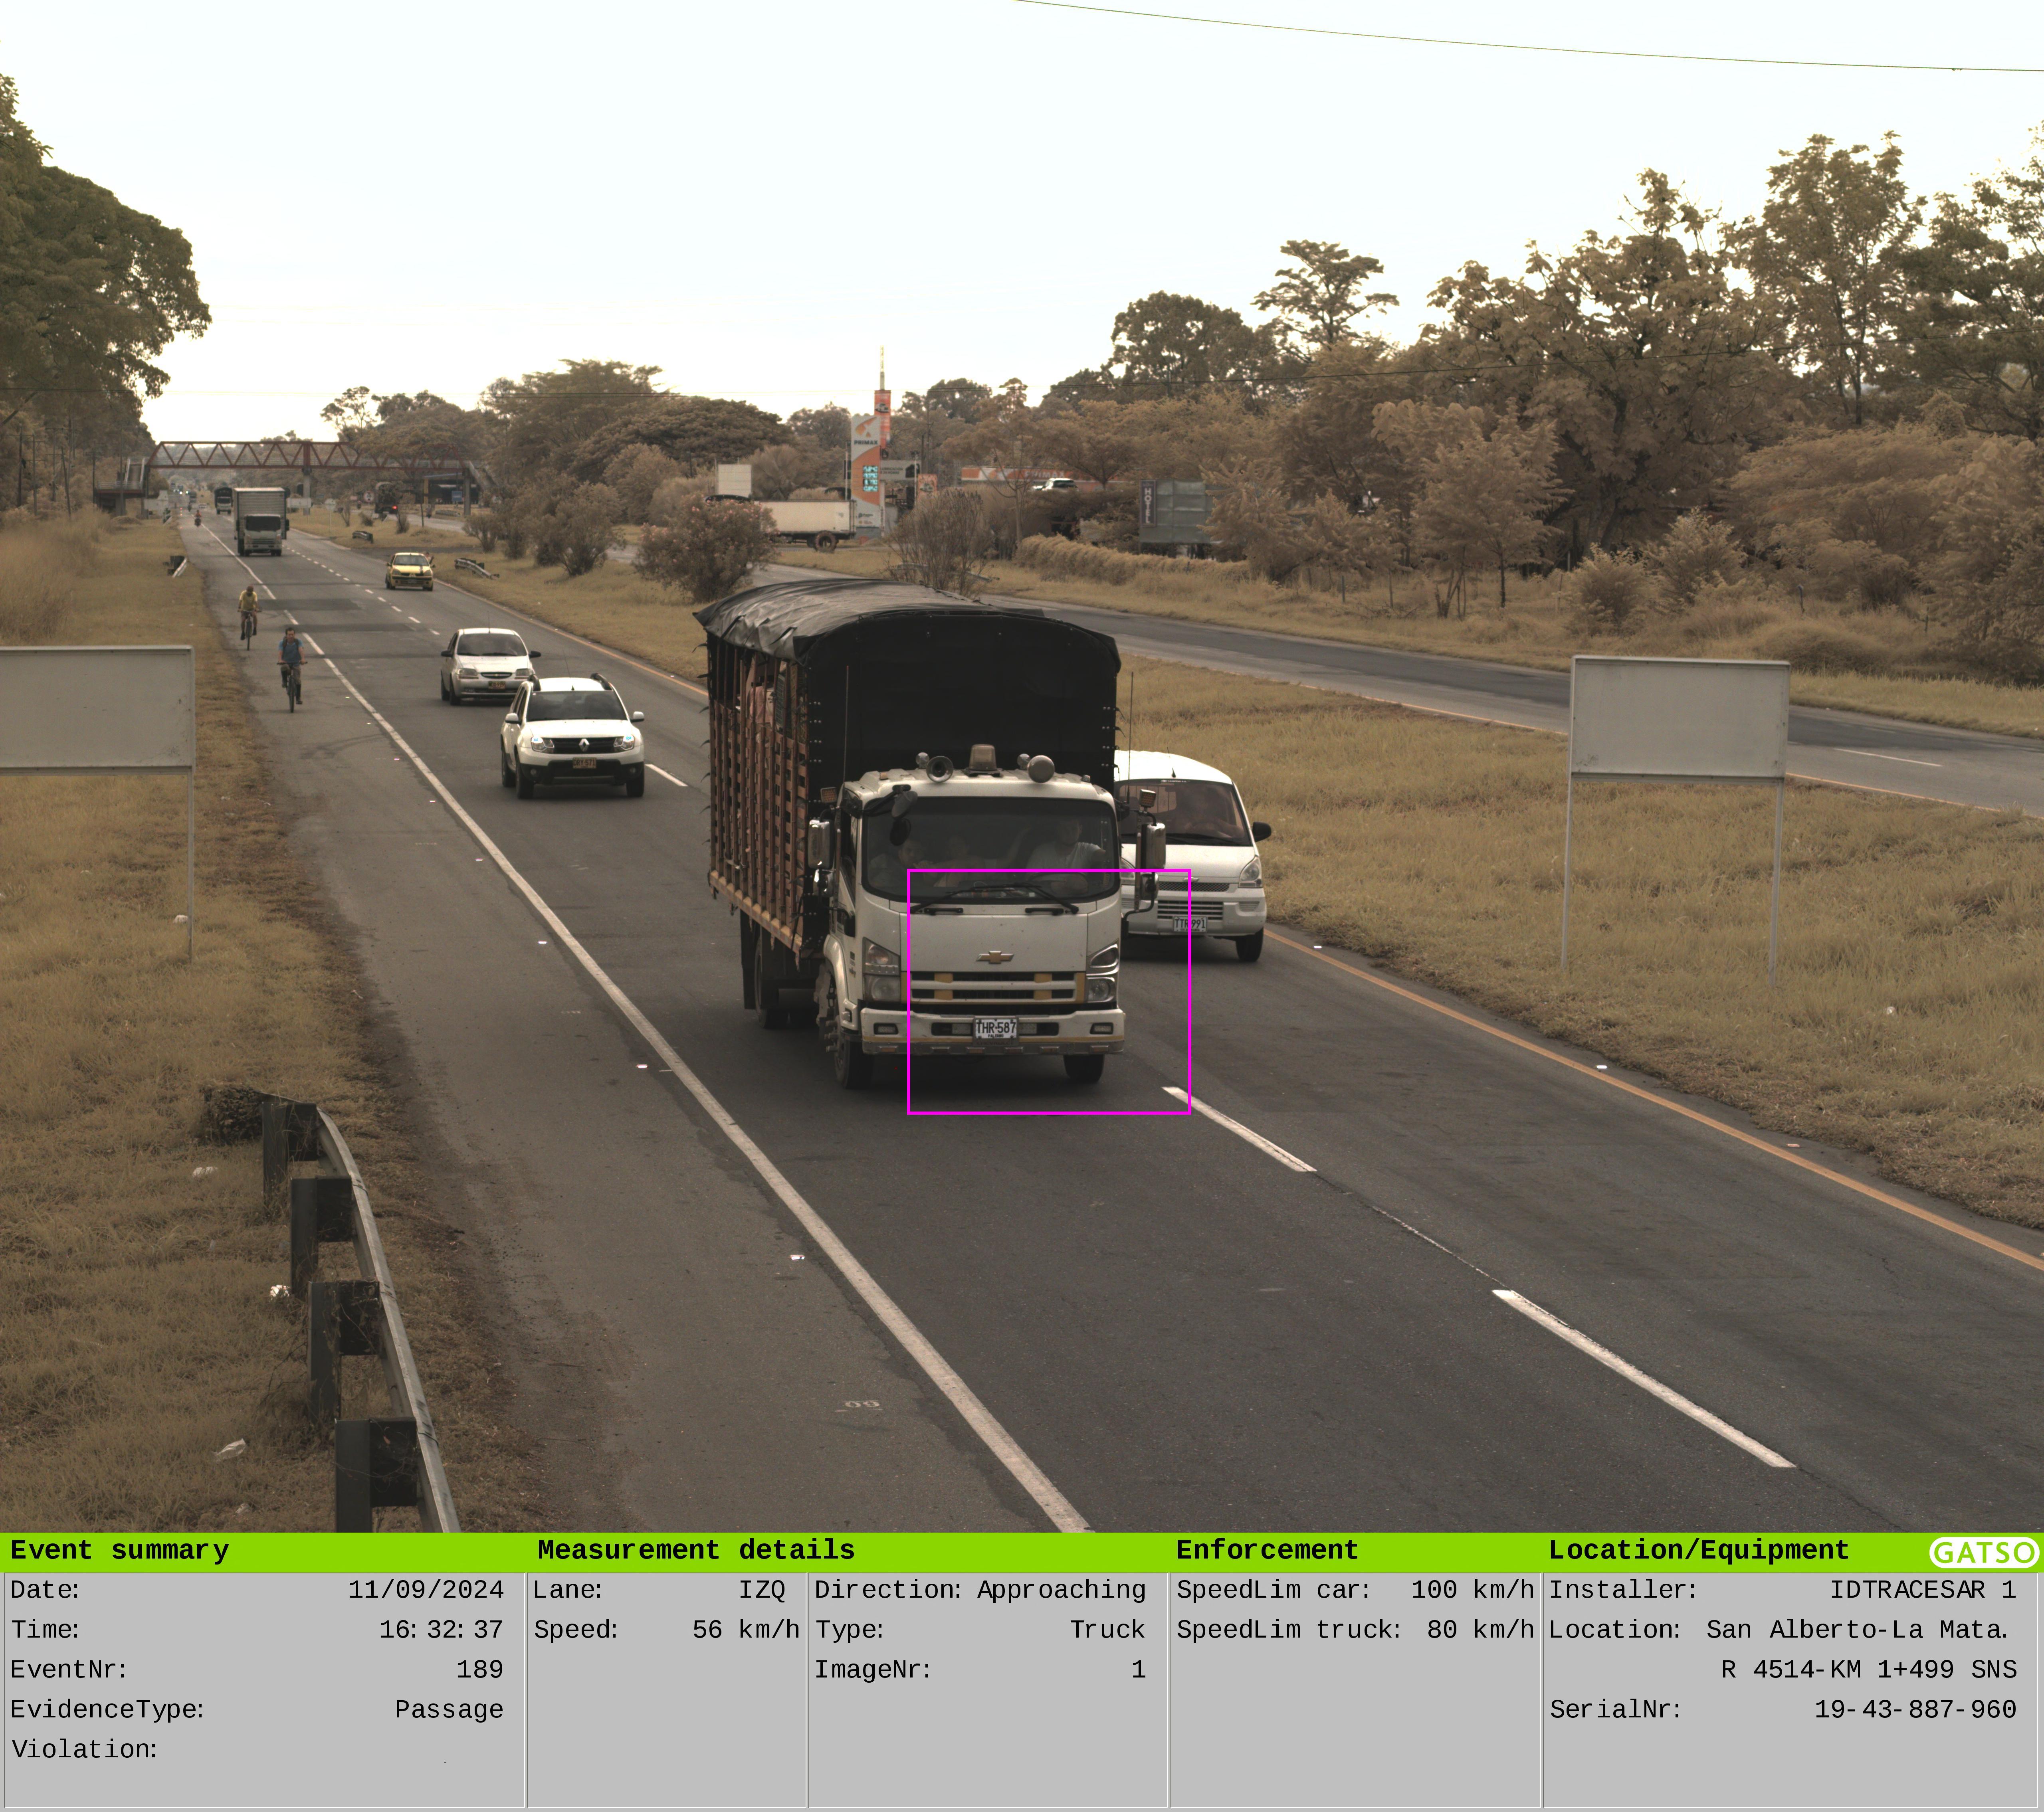 PRIMAX
HOTEL
THR-587
Event summary
Measurement details
Enforcement
Location/Equipment
GATSO
Date: 11/09/2024
Lane: IZQ
Direction: Approaching
SpeedLim car: 100 km/h
Installer: IDTRACESAR 1
Time: 16:32:37
Speed: 56 km/h
Type: Truck
SpeedLim truck: 80 km/h
Location: San Alberto-La Mata.
EventNr: 189
ImageNr: 1
R 4514-KM 1+499 SNS
EvidenceType: Passage
SerialNr: 19-43-887-960
Violation: